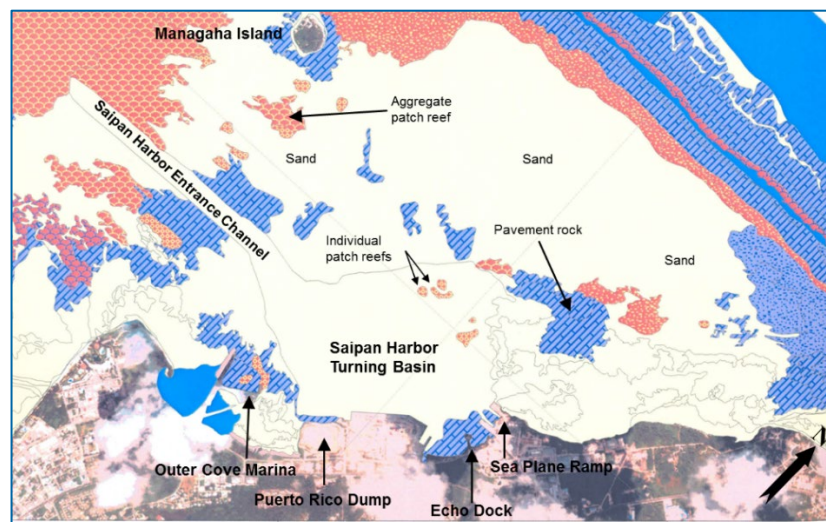 Managaha Island
Aggregate
patch reef
Saipan Harbor Entrance Channel
Sand
Sand
Individual
patch reefs
Pavement rock
Sand
Saipan Harbor
Turning Basin
Outer Cove Marina
Sea Plane Ramp
Puerto Rico Dump
Echo Dock